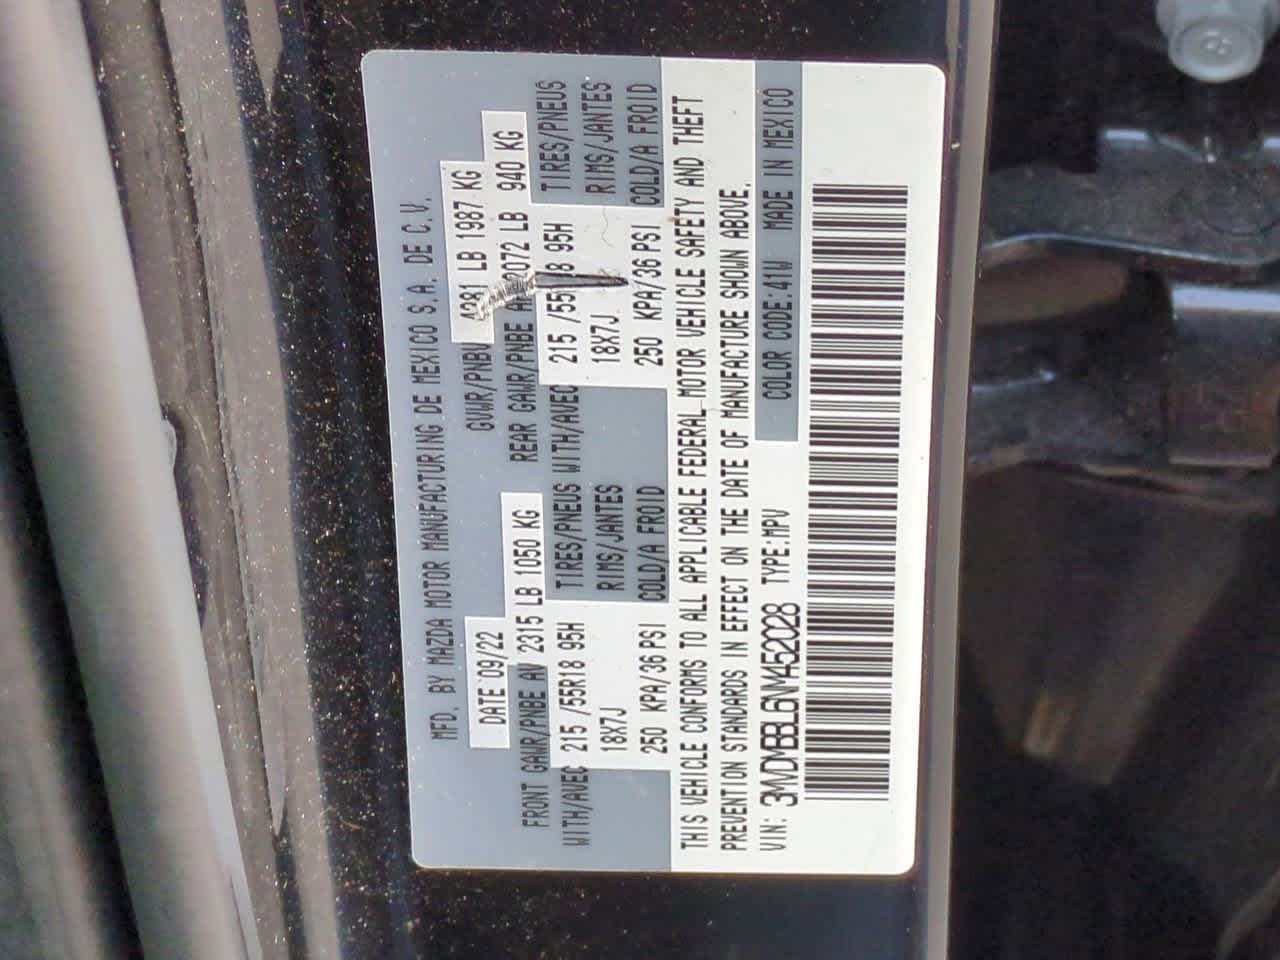 MFD. BY MAZDA MOTOR MANUFACTURING DE MEXICO S.A. DE C.V.
DATE 09/22 GVWR/PNBV 4381 LB 1987 KG
FRONT GAWR/PNBE AV 2315 LB 1050 KG REAR GAWR/PNBE AR 2072 LB 940 KG
WITH/AVEC 215 /55R18 95H TIRES/PNEUS WITH/AVEC 215 /55 95H TIRES/PNEUS
18X7J RIMS/JANTES 18X7J RIMS/JANTES
250 KPA/36 PSI COLD/A FROID 250 KPA/36 PSI COLD/A FROID
THIS VEHICLE CONFORMS TO ALL APPLICABLE FEDERAL MOTOR VEHICLE SAFETY AND THEFT
PREVENTION STANDARDS IN EFFECT ON THE DATE OF MANUFACTURE SHOWN ABOVE.
VIN: 3MVDMBBL6NM452028 TYPE:MPV COLOR CODE:41W MADE IN MEXICO